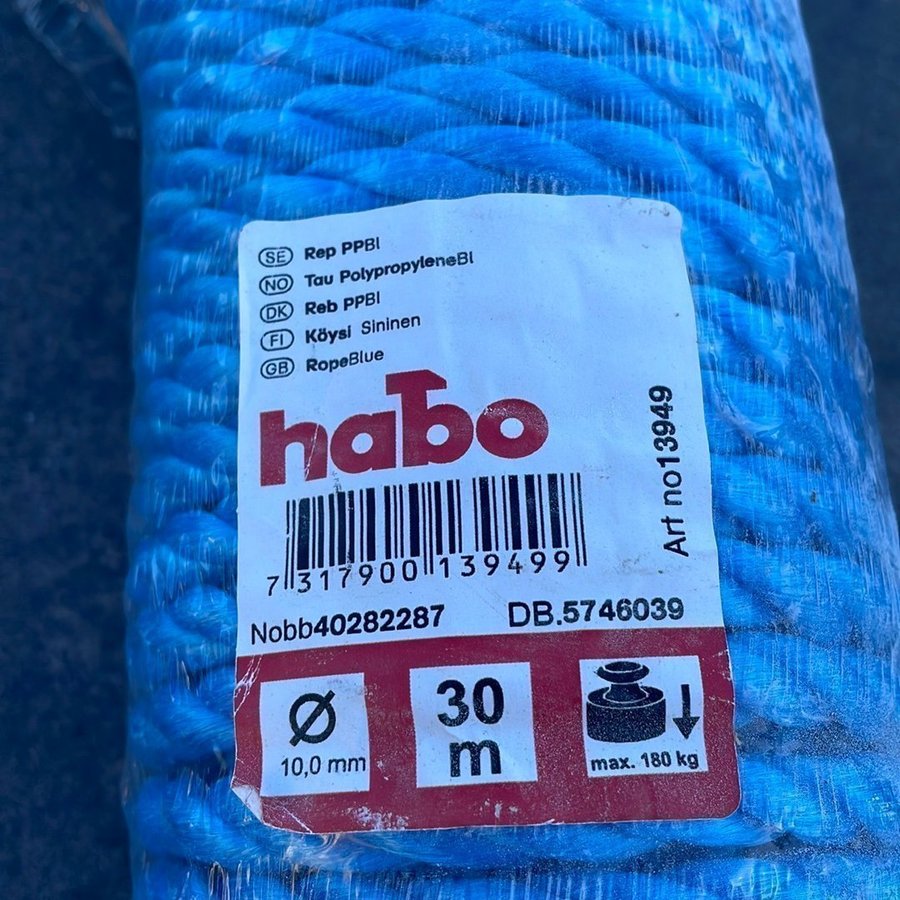 SE Rep PPBl
NO Tau PolypropyleneBl
DK Reb PPBl
FI Köysi Sininen
GB RopeBlue
habo
Art no13949
7 317900 139499
Nobb40282287 DB.5746039
Ø 10,0 mm
30 m
max. 180 kg